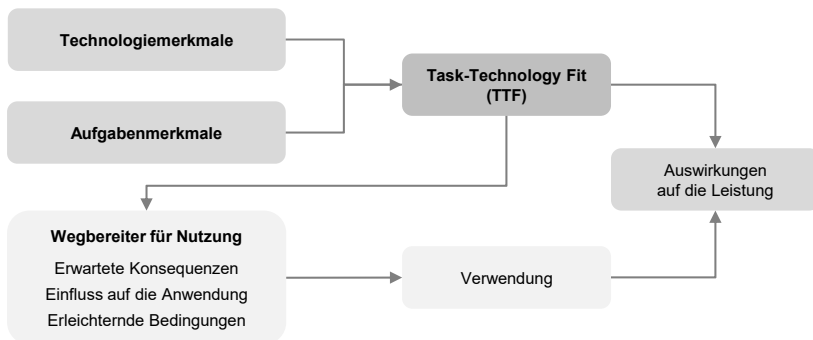 Technologiemerkmale
Aufgabenmerkmale
Task-Technology Fit
(TTF)
Auswirkungen
auf die Leistung
Wegbereiter für Nutzung
Erwartete Konsequenzen
Einfluss auf die Anwendung
Erleichternde Bedingungen
Verwendung